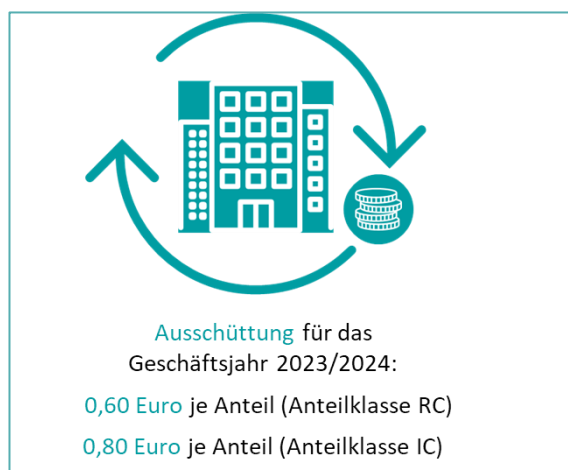 Ausschüttung für das
Geschäftsjahr 2023/2024:
0,60 Euro je Anteil (Anteilklasse RC)
0,80 Euro je Anteil (Anteilklasse IC)